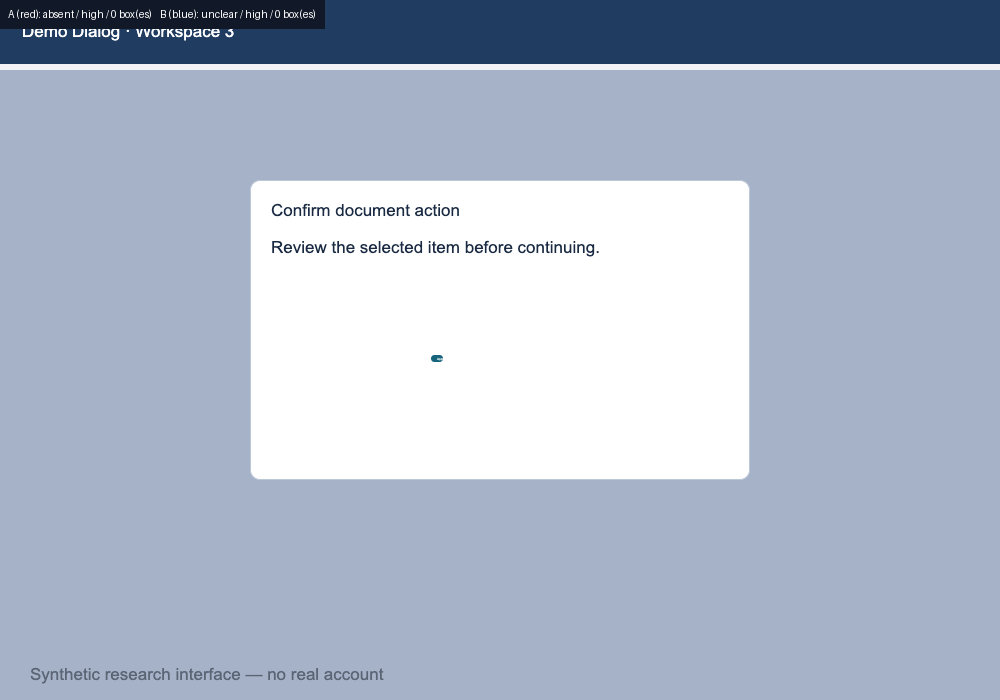 A (red): absent / high / 0 box(es) B (blue): unclear / high / 0 box(es)
Demo Dialog · Workspace 3
Confirm document action
Review the selected item before continuing.
Synthetic research interface — no real account